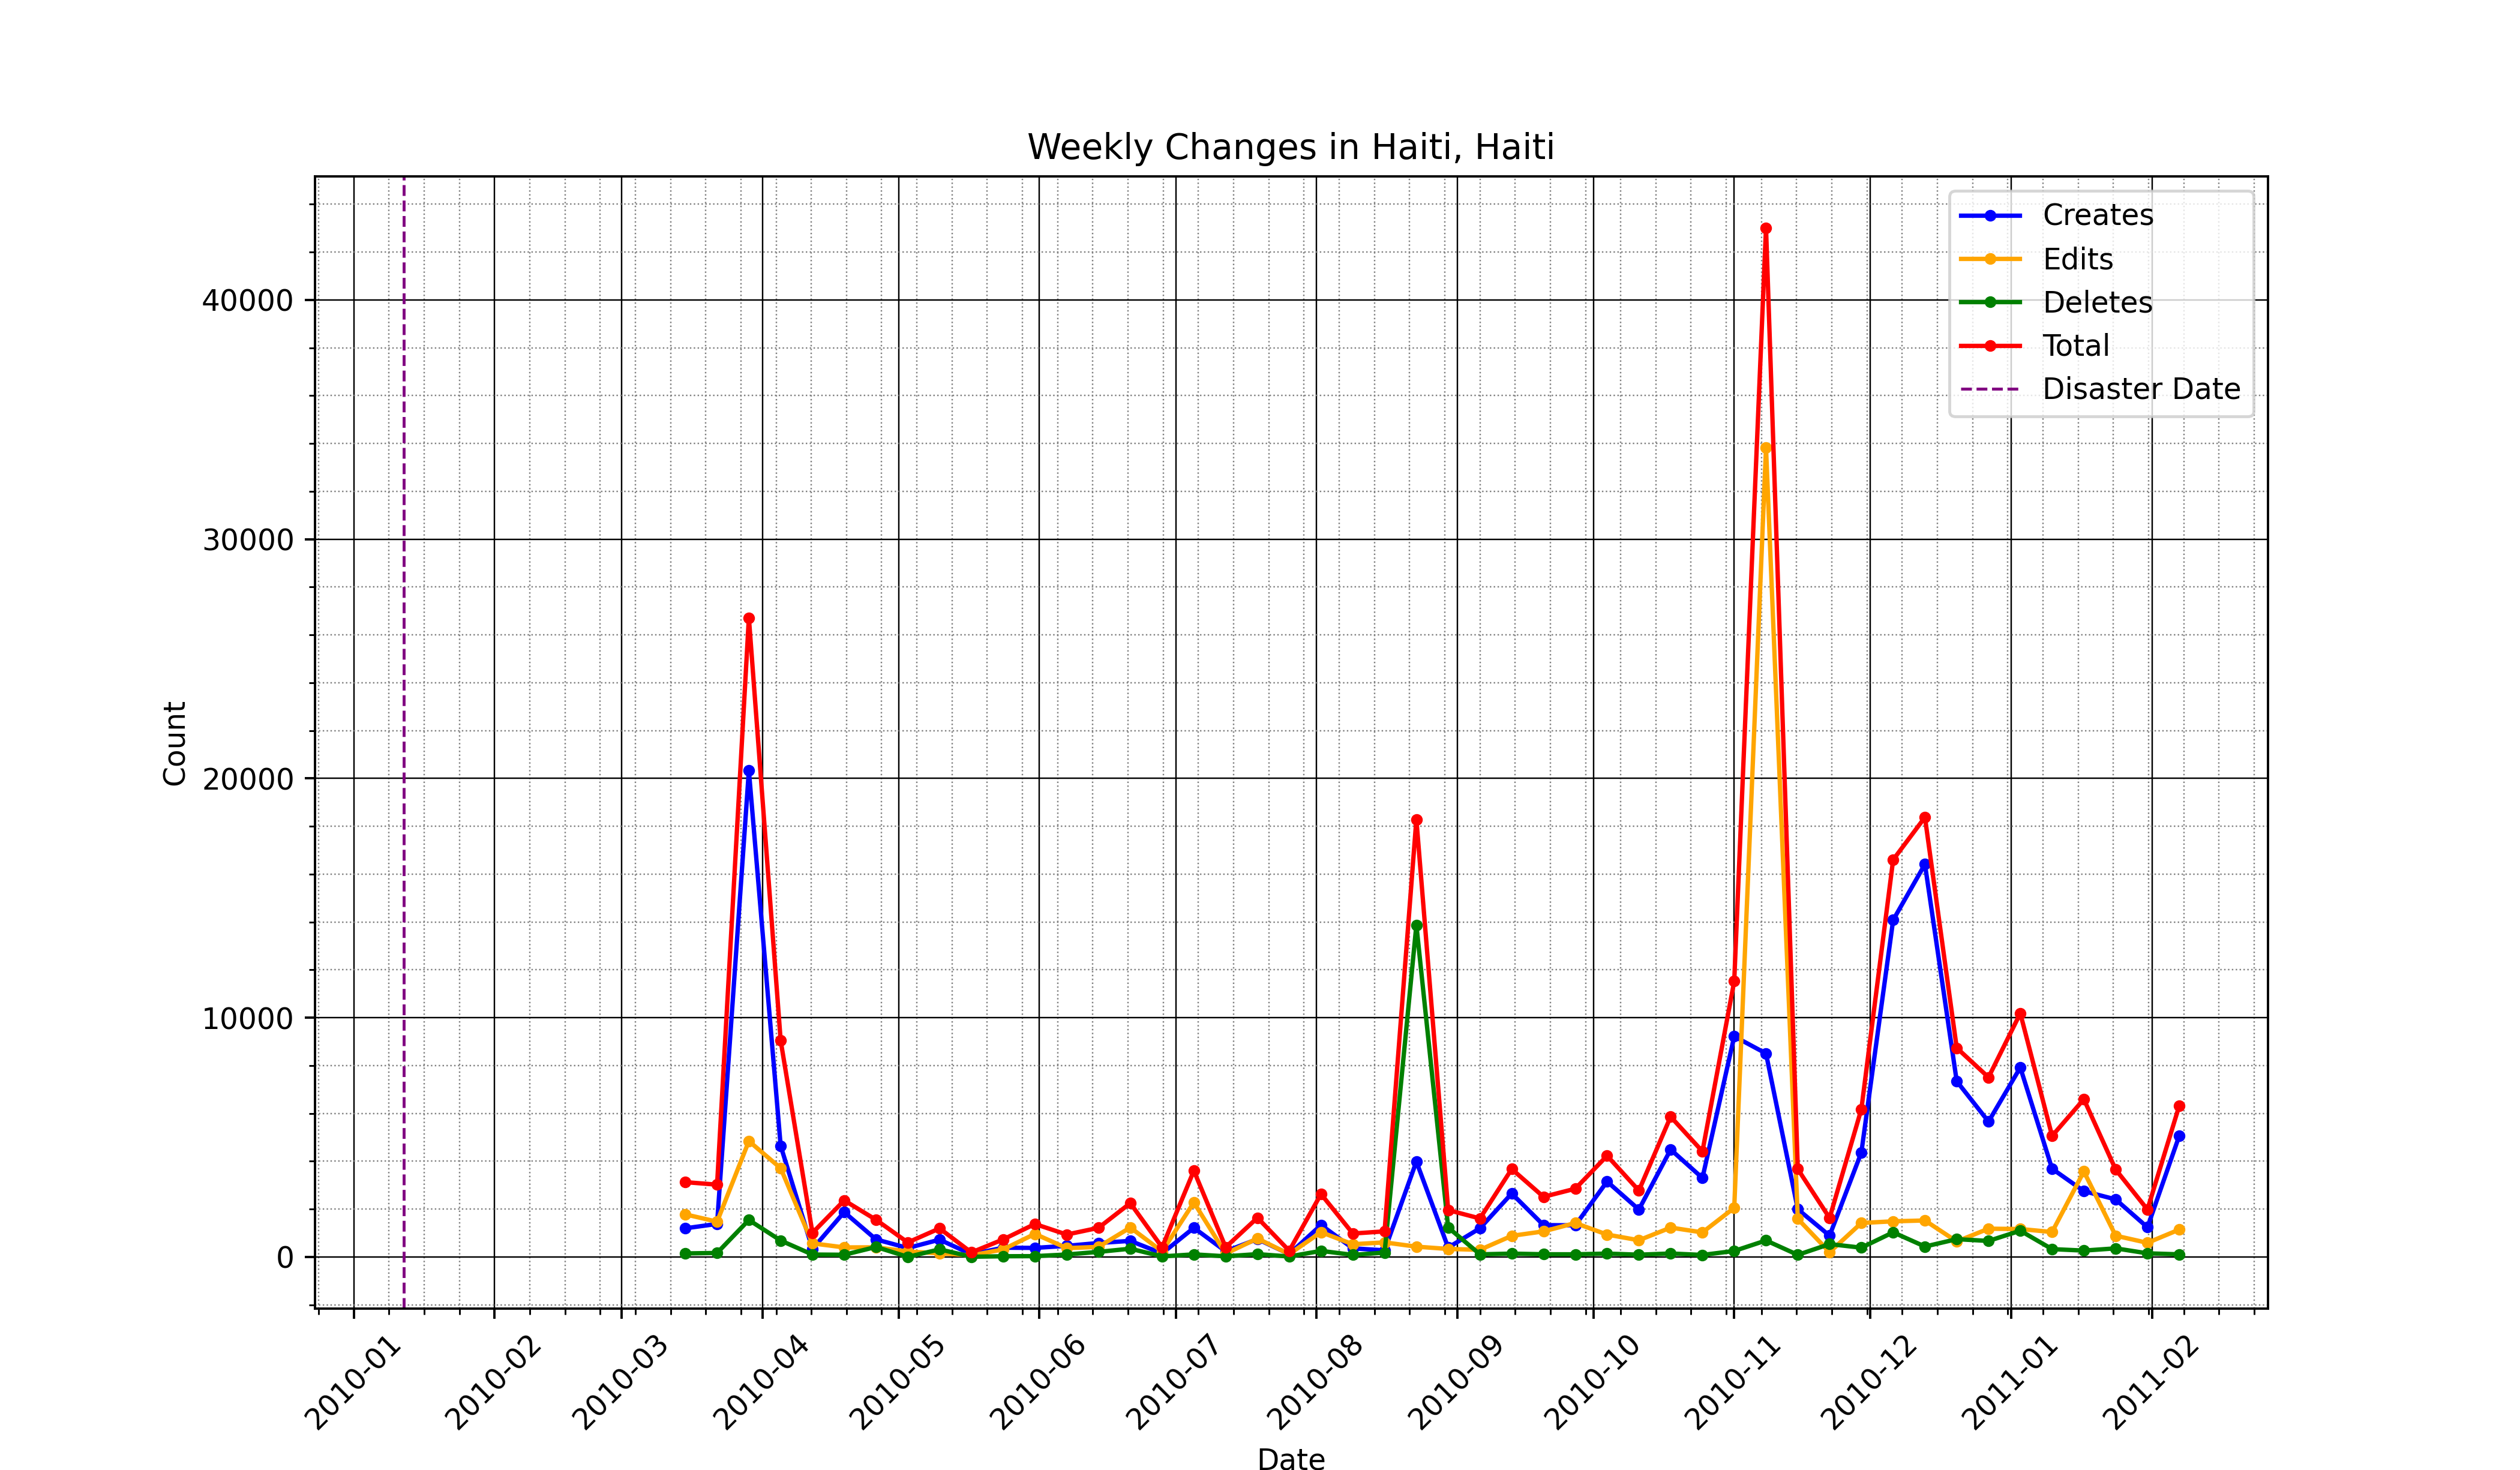 Weekly Changes in Haiti, Haiti
Creates
Edits
Deletes
Total
Disaster Date
Count
40000
30000
20000
10000
0
2010-01
2010-02
2010-03
2010-04
2010-05
2010-06
2010-07
2010-08
2010-09
2010-10
2010-11
2010-12
2011-01
2011-02
Date